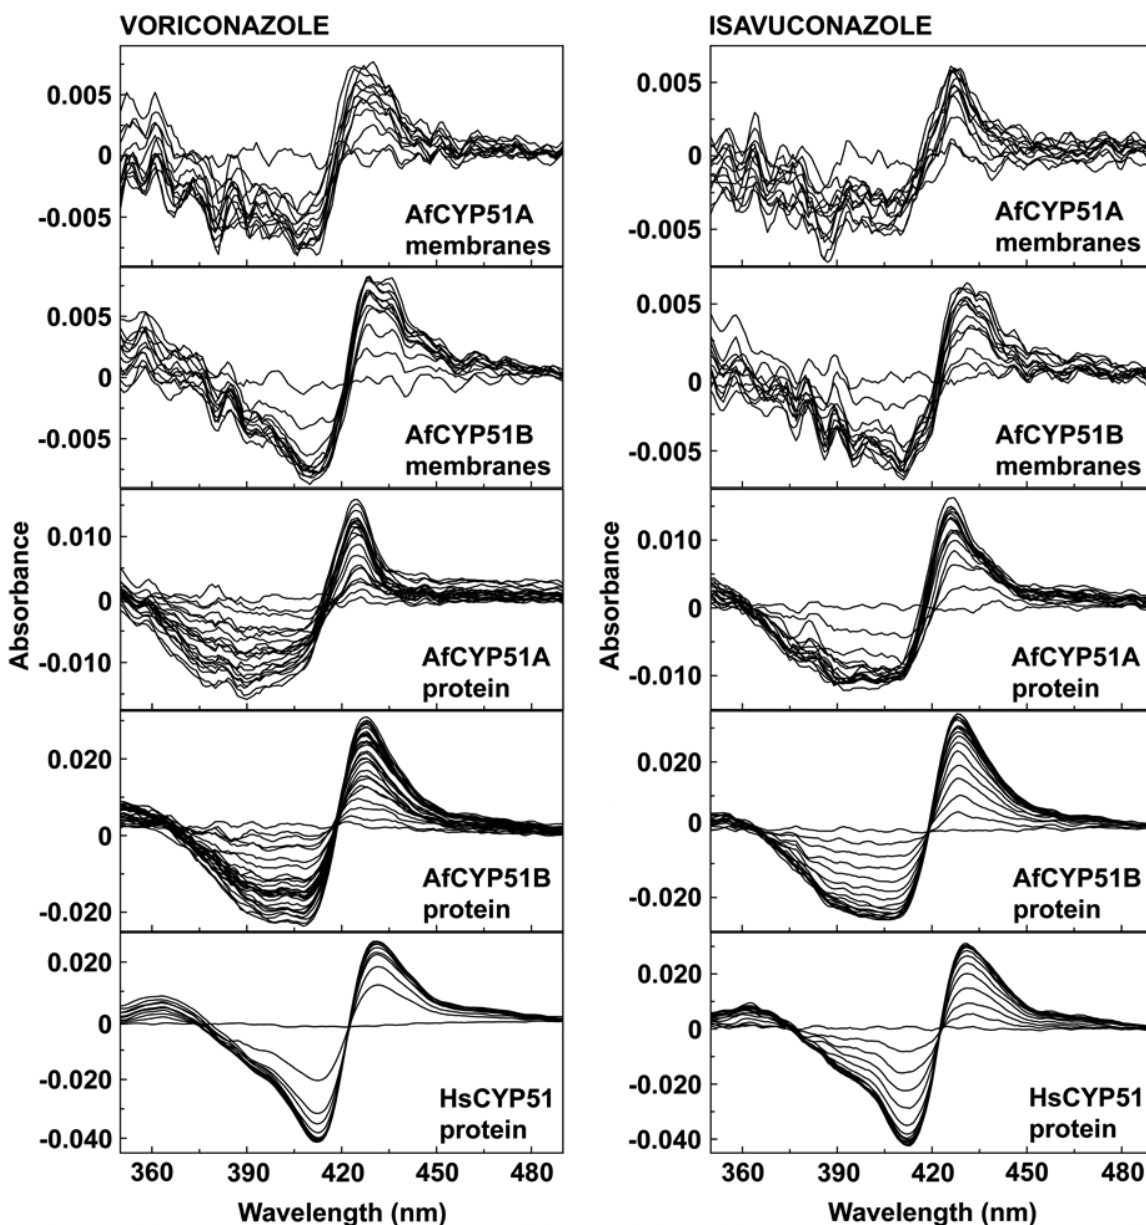 VORICONAZOLE
0.005
0
-0.005
AfCYP51A
membranes
0.005
0
-0.005
AfCYP51B
membranes
0.010
0
-0.010
AfCYP51A
protein
0.020
0
-0.020
AfCYP51B
protein
0.020
0
-0.020
-0.040
HsCYP51
protein
360
390
420
450
480
Absorbance
Wavelength (nm)
ISAVUCONAZOLE
0.005
0
-0.005
AfCYP51A
membranes
0.005
0
-0.005
AfCYP51B
membranes
0.010
0
-0.010
AfCYP51A
protein
0.020
0
-0.020
AfCYP51B
protein
0.020
0
-0.020
-0.040
HsCYP51
protein
360
390
420
450
480
Absorbance
Wavelength (nm)